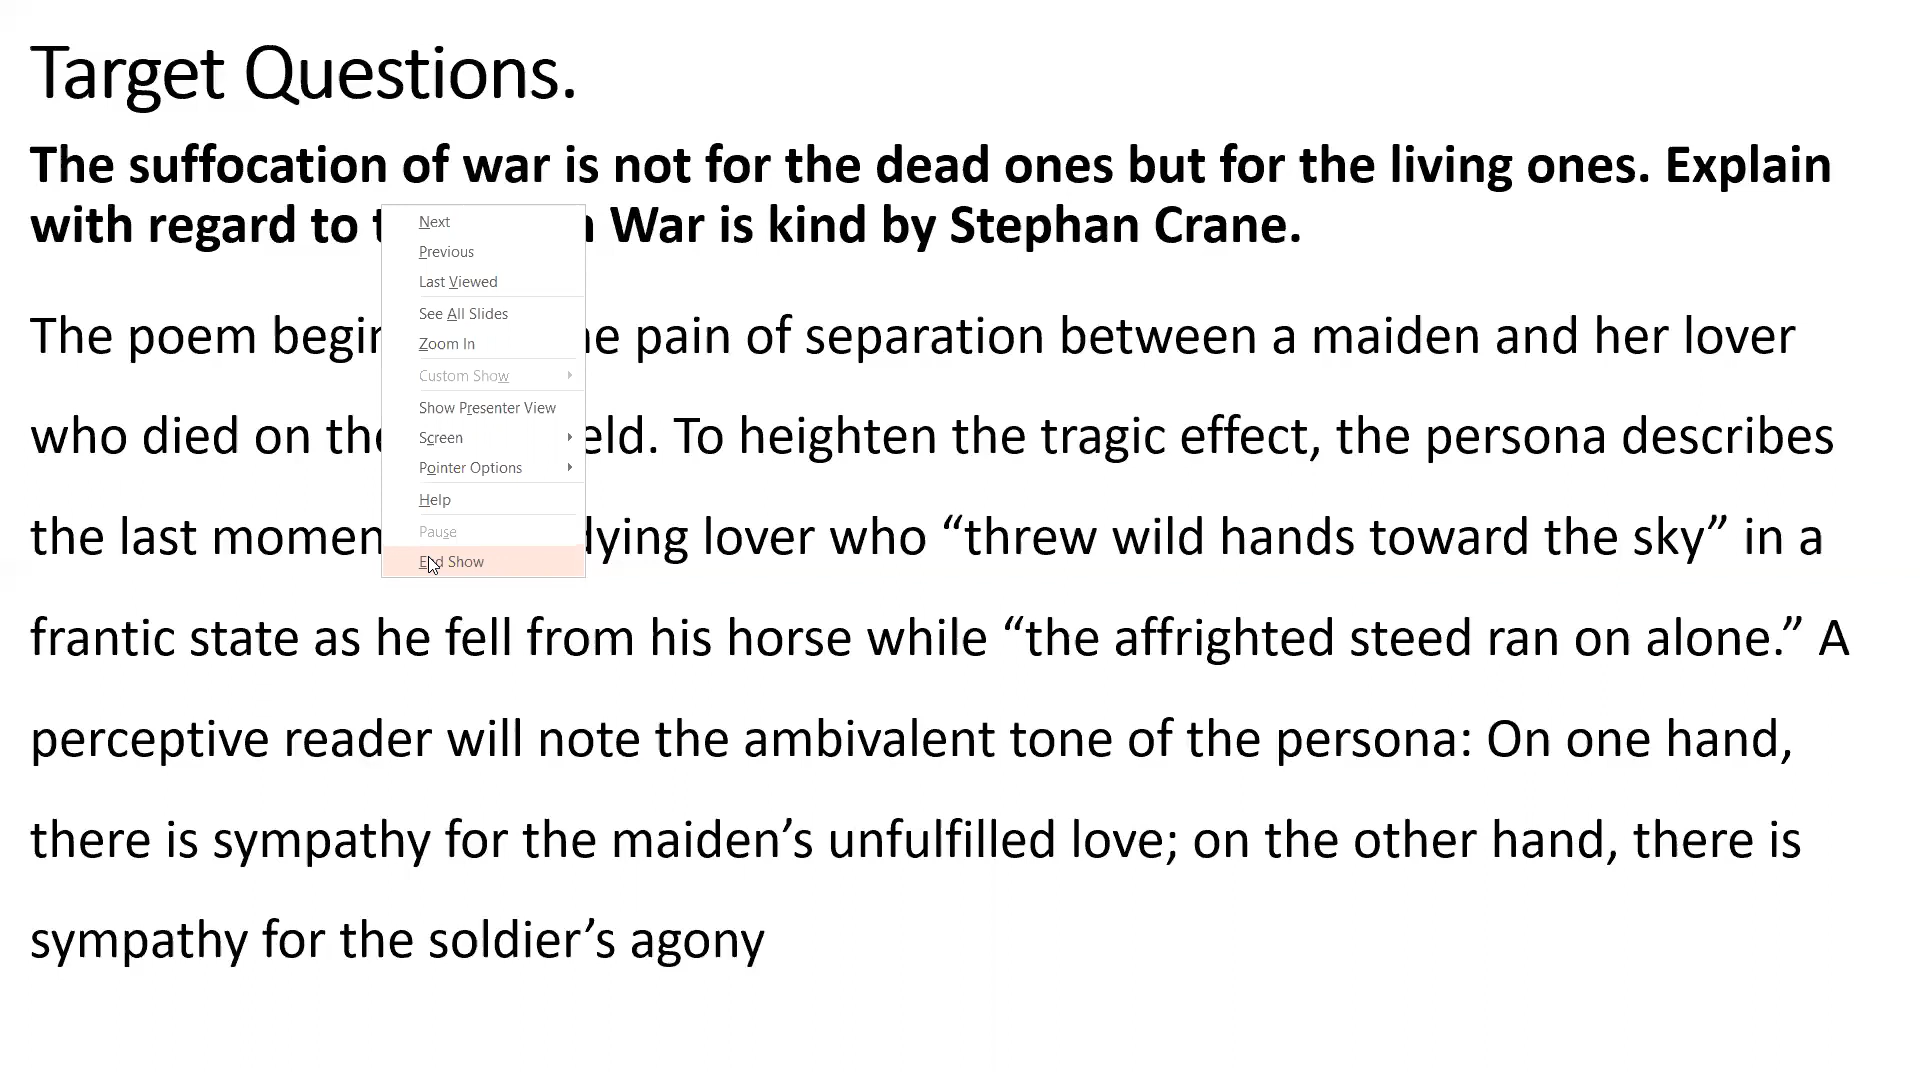 Target Questions.
The suffocation of war is not for the dead ones but for the living ones. Explain
with regard to War is kind by Stephan Crane.
The poem pain of separation between a maiden and her lover
who died on To heighten the tragic effect, the persona describes
the last dying lover who “threw wild hands toward the sky” in a
frantic state as he fell from his horse while “the affrighted steed ran on alone.” A
perceptive reader will note the ambivalent tone of the persona: On one hand,
there is sympathy for the maiden’s unfulfilled love; on the other hand, there is
sympathy for the soldier’s agony
Next
Previous
Last Viewed
See All Slides
Zoom In
Custom Show
Show Presenter View
Screen
Pointer Options
Help
Pause
End Show